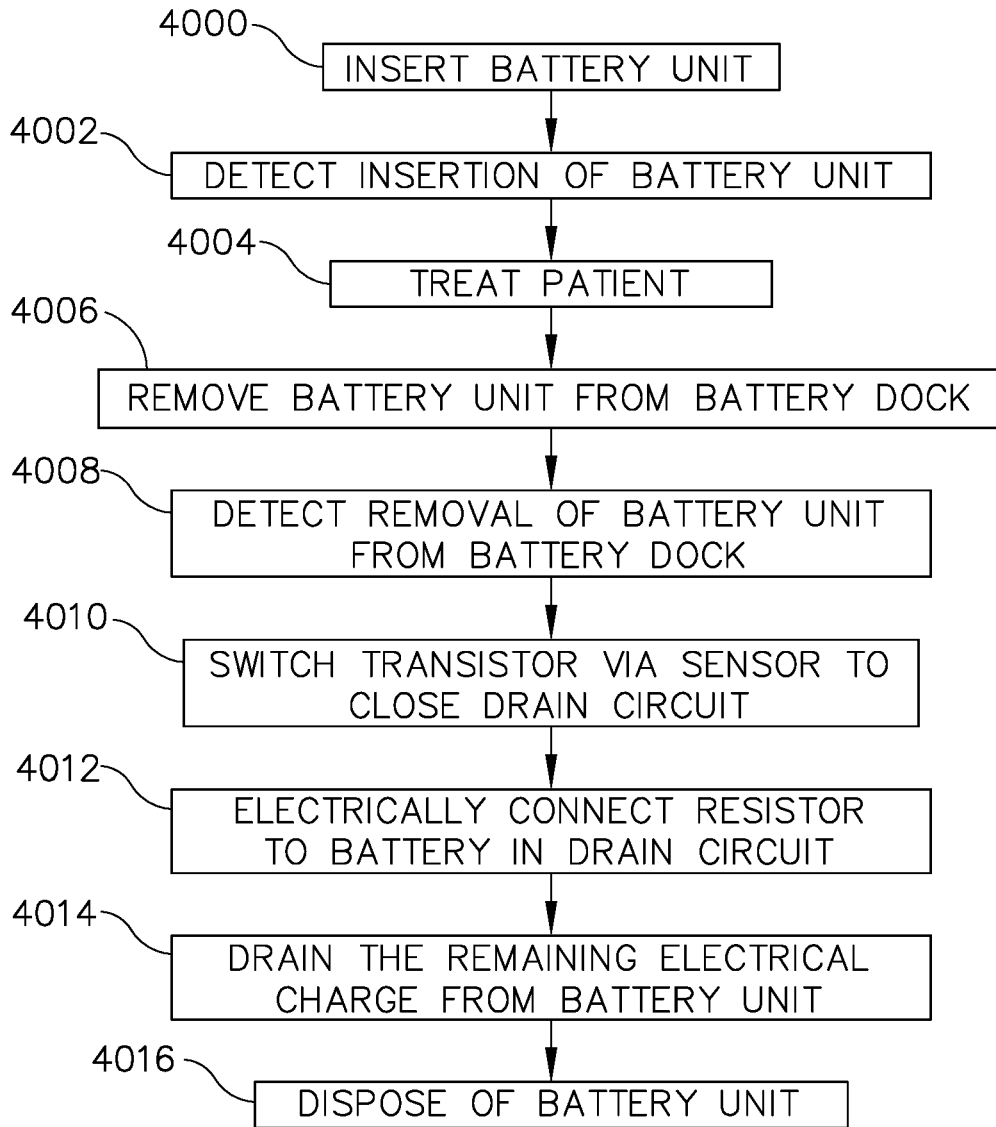 4000
INSERT BATTERY UNIT
4002
DETECT INSERTION OF BATTERY UNIT
4004
TREAT PATIENT
4006
REMOVE BATTERY UNIT FROM BATTERY DOCK
4008
DETECT REMOVAL OF BATTERY UNIT
FROM BATTERY DOCK
4010
SWITCH TRANSISTOR VIA SENSOR TO
CLOSE DRAIN CIRCUIT
4012
ELECTRICALLY CONNECT RESISTOR
TO BATTERY IN DRAIN CIRCUIT
4014
DRAIN THE REMAINING ELECTRICAL
CHARGE FROM BATTERY UNIT
4016
DISPOSE OF BATTERY UNIT